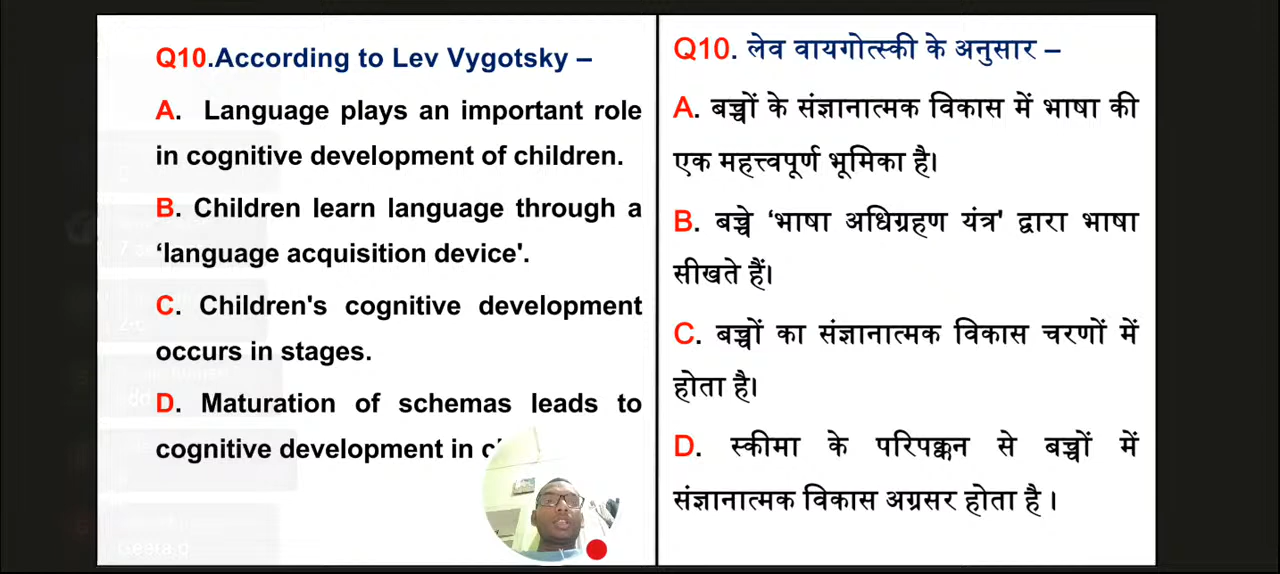 Q10.According to Lev Vygotsky –
A. Language plays an important role
in cognitive development of children.
B. Children learn language through a
‘language acquisition device'.
C. Children's cognitive development
occurs in stages.
D. Maturation of schemas leads to
cognitive development in
Q10. लेव वायगोत्स्की के अनुसार –
A. बच्चों के संज्ञानात्मक विकास में भाषा की
एक महत्त्वपूर्ण भूमिका है।
B. बच्चे ‘भाषा अधिग्रहण यंत्र' द्वारा भाषा
सीखते हैं।
C. बच्चों का संज्ञानात्मक विकास चरणों में
होता है।
D. स्कीमा के परिपक्कन से बच्चों में
संज्ञानात्मक विकास अग्रसर होता है ।